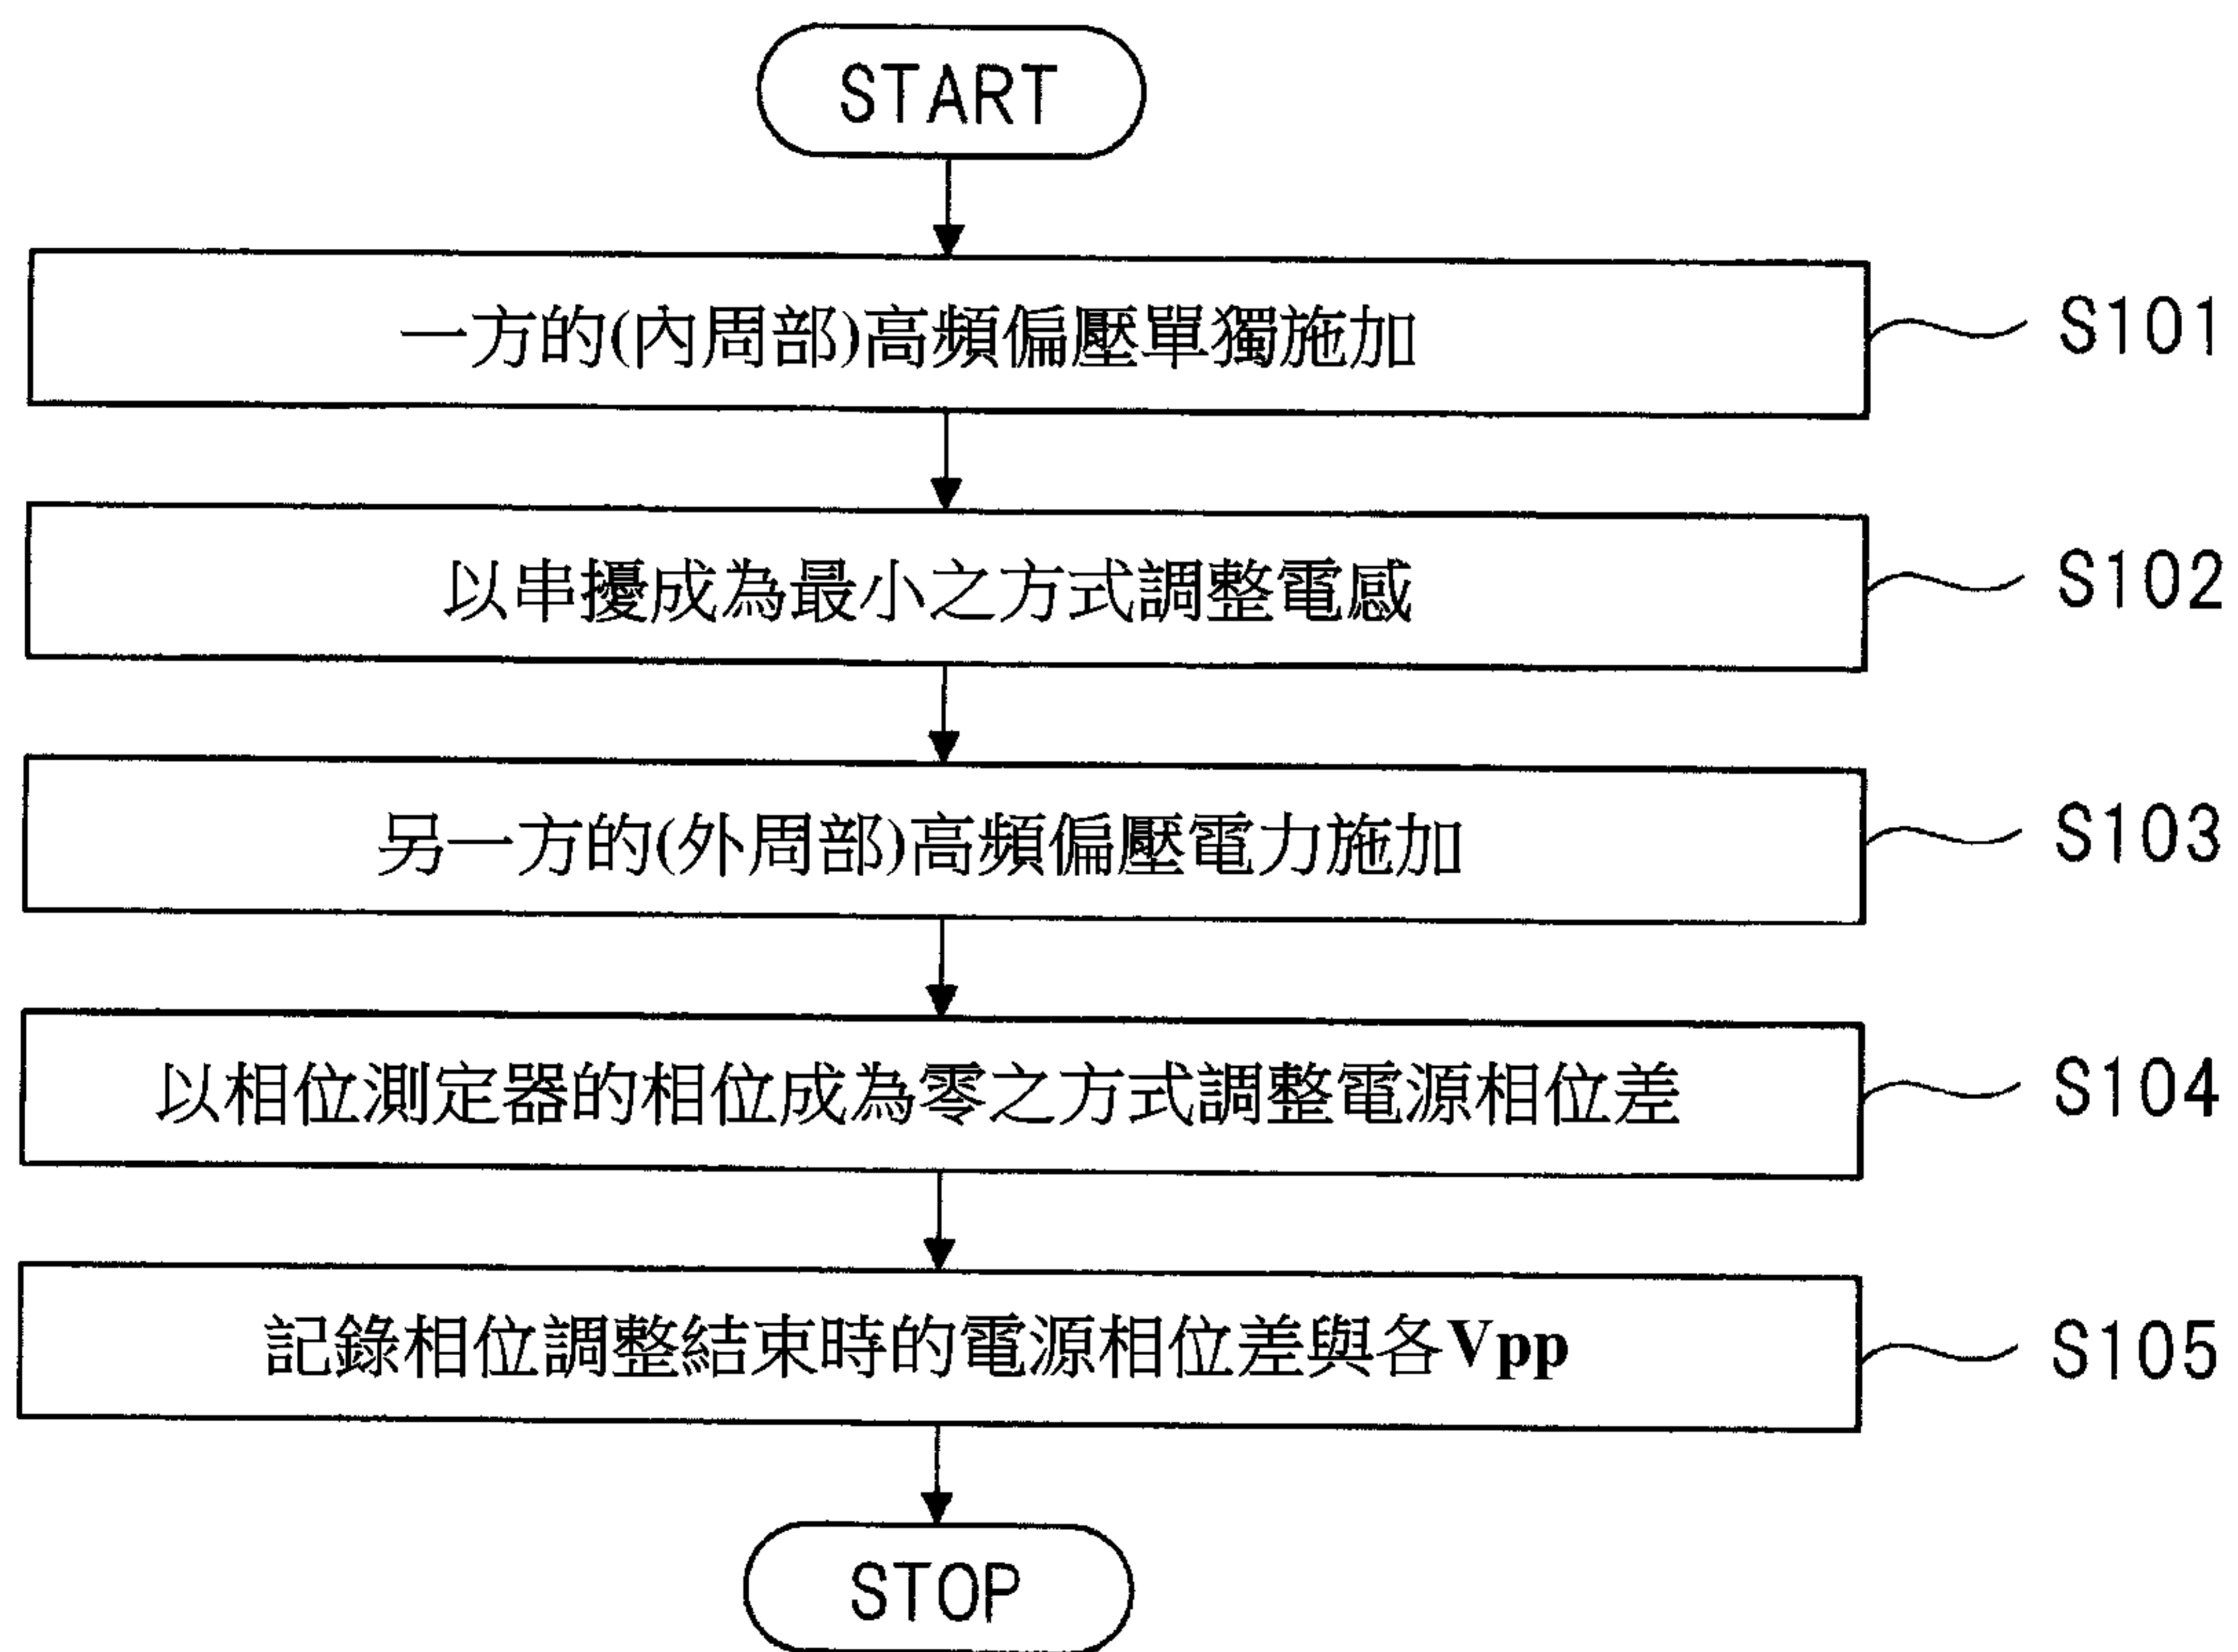 START
一方的(內周部)高頻偏壓單獨施加
S101
以串擾成為最小之方式調整電感
S102
另一方的(外周部)高頻偏壓電力施加
S103
以相位測定器的相位成為零之方式調整電源相位差
S104
記錄相位調整結束時的電源相位差與各Vpp
S105
STOP